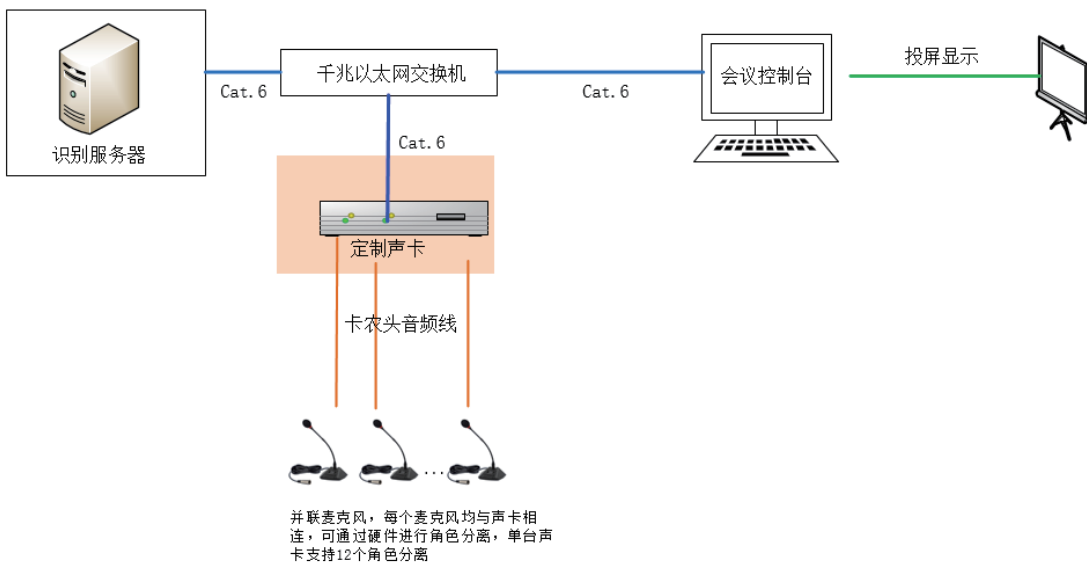 千兆以太网交换机
会议控制台
投屏显示
Cat.6
Cat.6
识别服务器
Cat.6
定制声卡
卡农头音频线
...
并联麦克风，每个麦克风均与声卡相
连，可通过硬件进行角色分离，单台声
卡支持12个角色分离